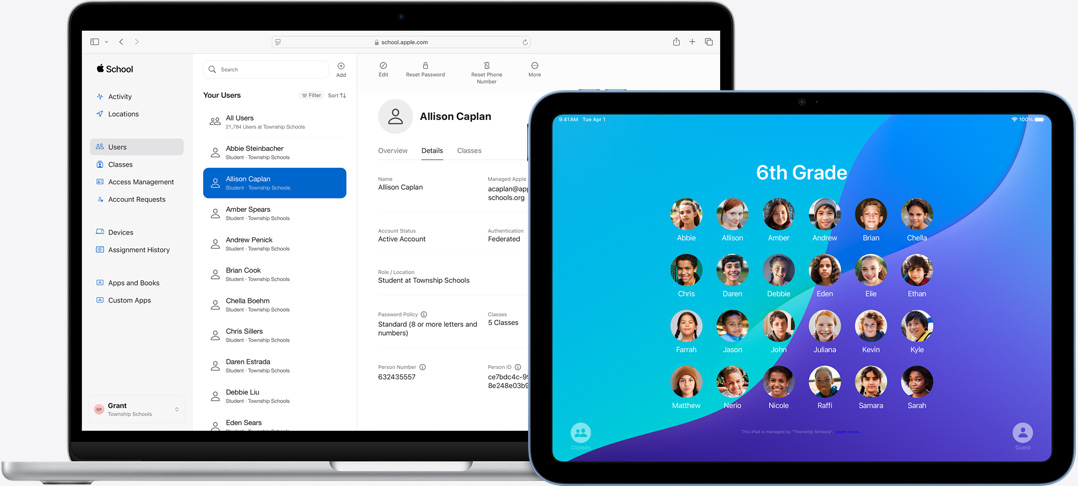 school.apple.com
School
Search
Add
Edit
Reset Password
Reset Phone
Number
More
Activity
Locations
Users
Classes
Access Management
Account Requests
Devices
Assignment History
Apps and Books
Custom Apps
Grant
Township Schools
Your Users
Filter
Sort
All Users
21,784 Users at Township Schools
Abbie Steinbacher
Student · Township Schools
Allison Caplan
Student · Township Schools
Amber Spears
Student · Township Schools
Andrew Penick
Student · Township Schools
Brian Cook
Student · Township Schools
Chella Boehm
Student · Township Schools
Chris Sillers
Student · Township Schools
Daren Estrada
Student · Township Schools
Debbie Liu
Student · Township Schools
Eden Sears
Allison Caplan
Overview Details Classes
Name
Allison Caplan
Managed Apple
acaplan@app
schools.org
Account Status
Active Account
Authentication
Federated
Role / Location
Student at Township Schools
Password Policy
Standard (8 or more letters and
numbers)
Classes
5 Classes
Person Number
632435557
Person ID
ce7bdc4c-99
8e248e03b9
9:41AM Tue Apr 1
100%
6th Grade
Abbie Allison Amber Andrew Brian Chella
Chris Daren Debbie Eden Elie Ethan
Farrah Jason John Juliana Kevin Kyle
Matthew Nerio Nicole Raffi Samara Sarah
This iPad is managed by "Township Schools".
Classes
Guest